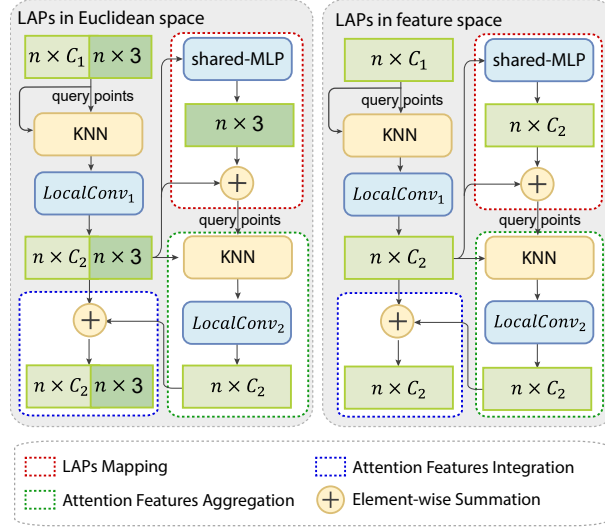 LAPs in Euclidean space
n × C₁ n × 3
query points
KNN
LocalConv₁
n × C₂ n × 3
+
n × C₂ n × 3
shared-MLP
n × 3
+
query points
KNN
LocalConv₂
n × C₂
LAPs in feature space
n × C₁
query points
KNN
LocalConv₁
n × C₂
+
n × C₂
shared-MLP
n × C₂
+
query points
KNN
LocalConv₂
n × C₂
LAPs Mapping
Attention Features Integration
Attention Features Aggregation
+ Element-wise Summation